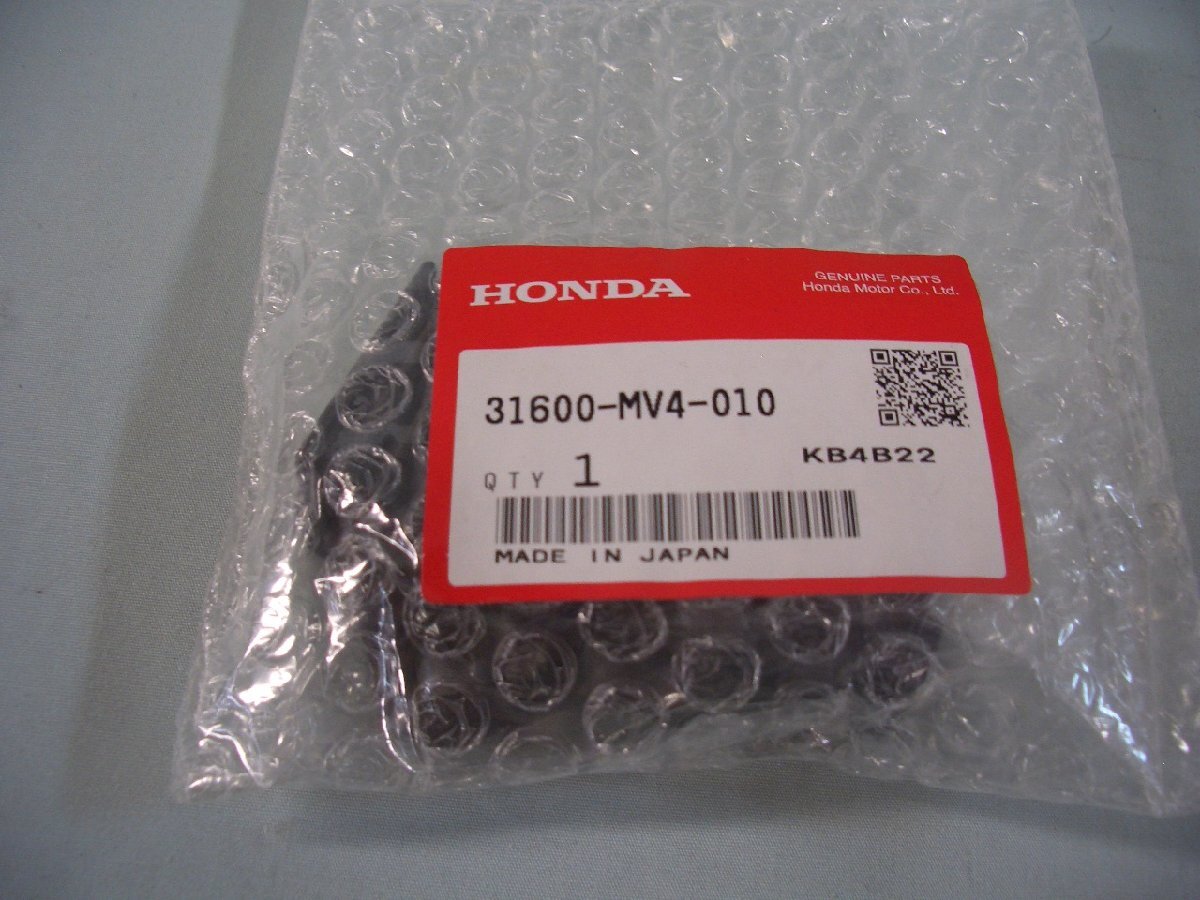 HONDA
GENUINE PARTS
Honda Motor Co., Ltd.
31600-MV4-010
KB4B22
QTY 1
MADE IN JAPAN